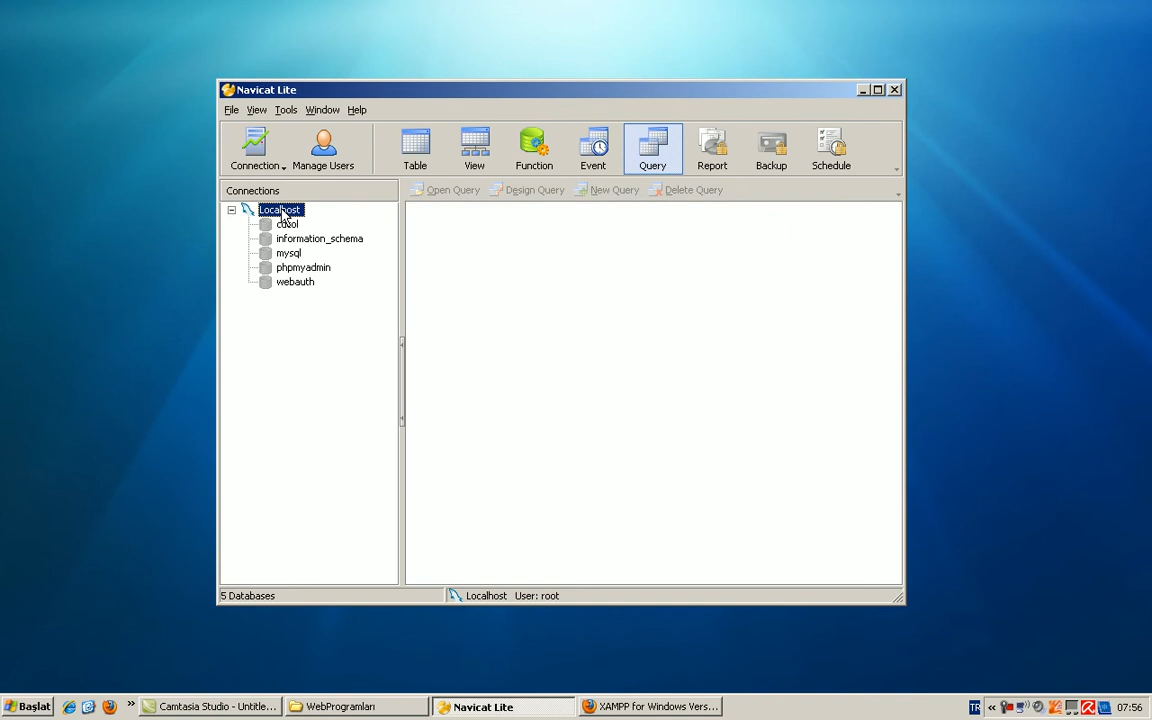 Navicat Lite
File View Tools Window Help
Connection Manage Users Table View Function Event Query Report Backup Schedule
Connections
Open Query Design Query New Query Delete Query
Localhost
cdcol
information_schema
mysql
phpmyadmin
webauth
5 Databases Localhost User: root
Başlat » Camtasia Studio - Untitle... WebProgramları Navicat Lite XAMPP for Windows Vers... TR « 07:56